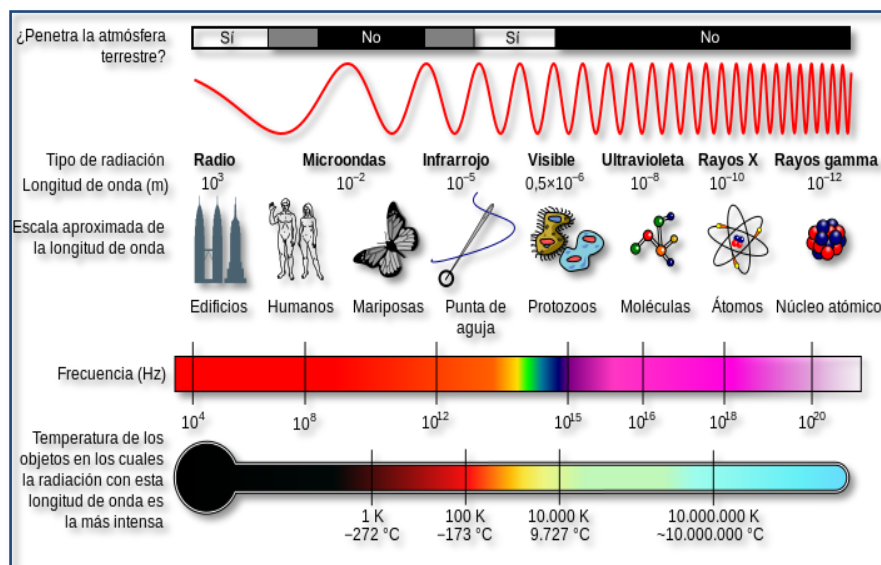 ¿Penetra la atmósfera
terrestre?
Sí No Sí No
Tipo de radiación Radio Microondas Infrarrojo Visible Ultravioleta Rayos X Rayos gamma
Longitud de onda (m) 10³ 10⁻² 10⁻⁵ 0,5×10⁻⁶ 10⁻⁸ 10⁻¹⁰ 10⁻¹²
Escala aproximada de
la longitud de onda
Edificios Humanos Mariposas Punta de Protozoos Moléculas Átomos Núcleo atómico
aguja
Frecuencia (Hz)
10⁴ 10⁸ 10¹² 10¹⁵ 10¹⁶ 10¹⁸ 10²⁰
Temperatura de los
objetos en los cuales
la radiación con esta
longitud de onda es
la más intensa
1 K 100 K 10.000 K 10.000.000 K
−272 °C −173 °C 9.727 °C ~10.000.000 °C